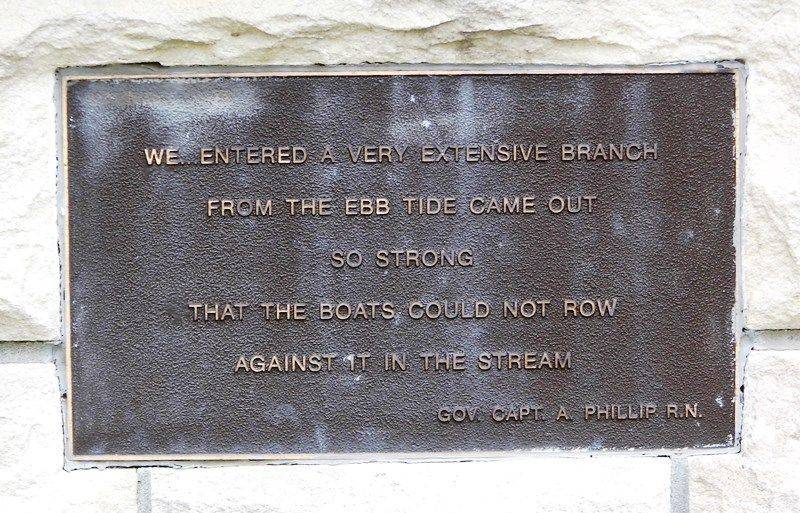 WE... ENTERED A VERY EXTENSIVE BRANCH
FROM THE EBB TIDE CAME OUT
SO STRONG
THAT THE BOATS COULD NOT ROW
AGAINST IT IN THE STREAM
GOV. CAPT. A. PHILLIP R.N.